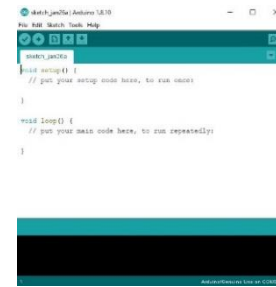 sketch_jan26a | Arduino 1.8.10
File Edit Sketch Tools Help
sketch_jan26a
void setup() {
// put your setup code here, to run once:
}
void loop() {
// put your main code here, to run repeatedly:
}